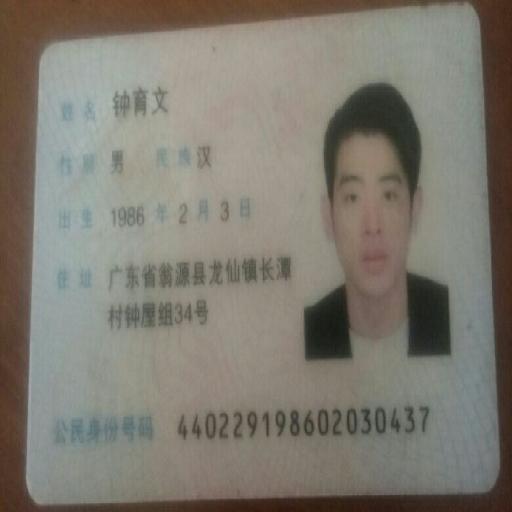 姓名 钟育文
性别 男 民族 汉
出生 1986 年 2 月 3 日
住址 广东省翁源县龙仙镇长潭
村钟屋组34号
公民身份号码 440229198602030437